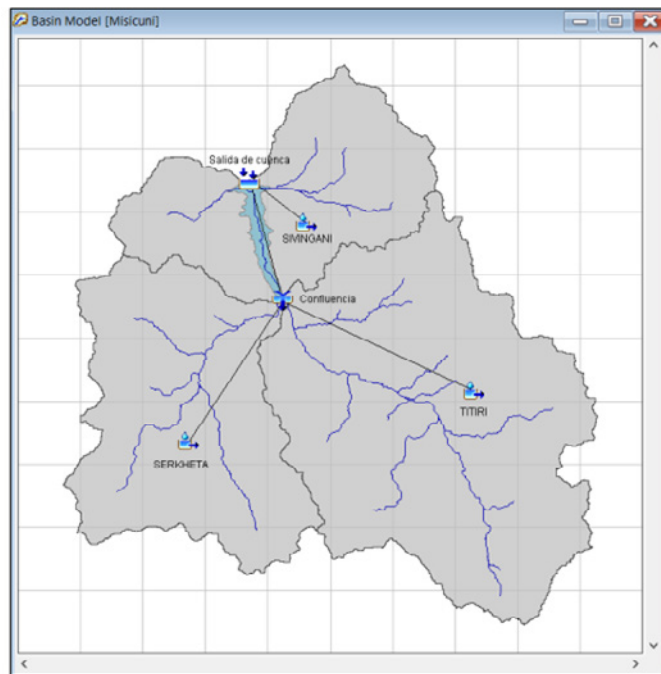 Basin Model [Misicuni]
Salida de cuenca
SIVINGANI
Confluencia
TITIRI
SERKHETA